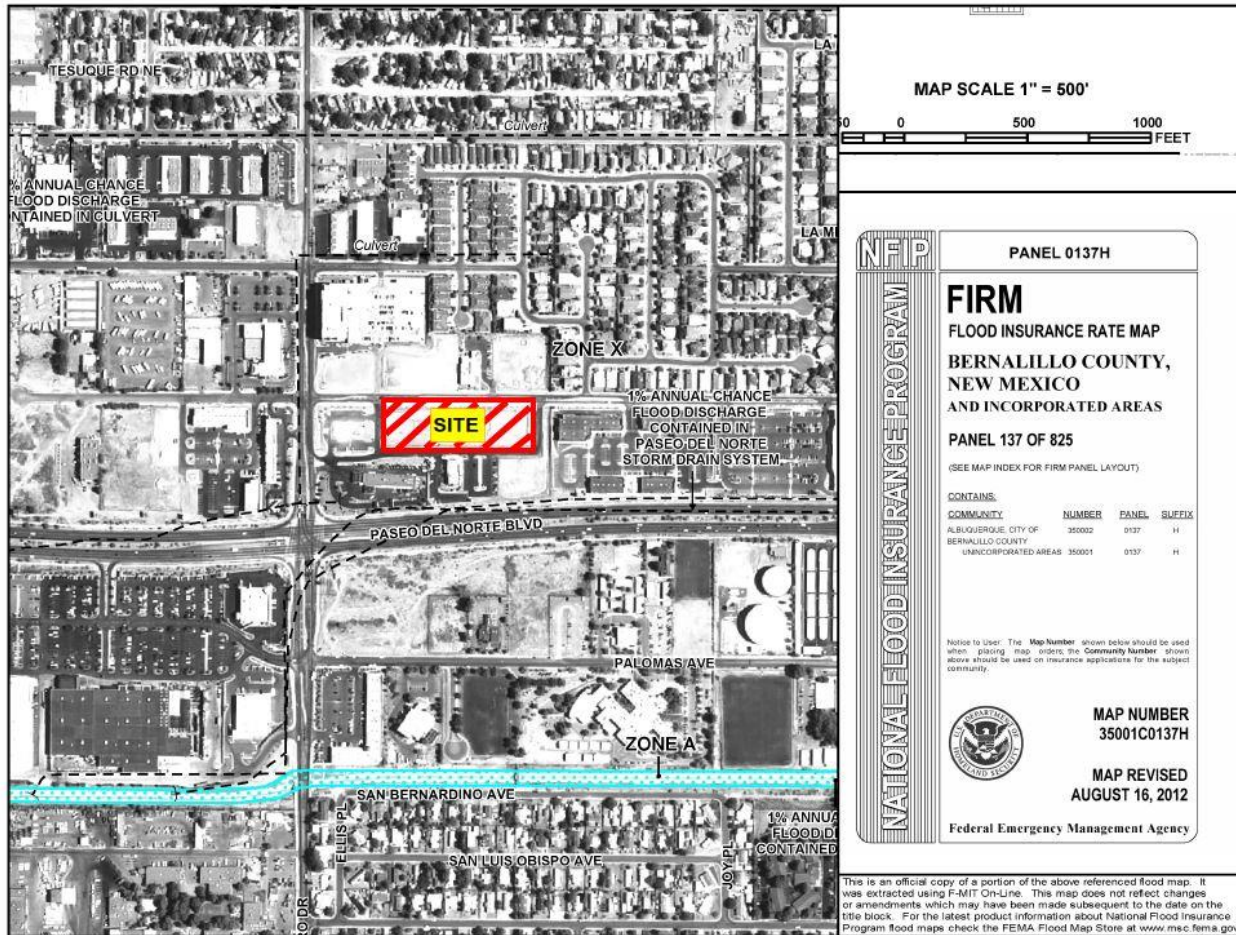 TESUQUE RD NE
LA
Culvert
% ANNUAL CHANCE
FLOOD DISCHARGE
NTAINED IN CULVERT
Culvert
LA MI
ZONE X
SITE
1% ANNUAL CHANCE
FLOOD DISCHARGE
CONTAINED IN
PASEO DEL NORTE
STORM DRAIN SYSTEM
PASEO DEL NORTE BLVD
PALOMAS AVE
ZONE A
SAN BERNARDINO AVE
ELLIS PL
SAN LUIS OBISPO AVE
JOY PL
1% ANNUA
FLOOD DI
CONTAINED
RO DR
MAP SCALE 1" = 500'
50 0 500 1000
FEET
NFIP
NATIONAL FLOOD INSURANCE PROGRAM
PANEL 0137H
FIRM
FLOOD INSURANCE RATE MAP
BERNALILLO COUNTY,
NEW MEXICO
AND INCORPORATED AREAS
PANEL 137 OF 825
(SEE MAP INDEX FOR FIRM PANEL LAYOUT)
CONTAINS:
COMMUNITY NUMBER PANEL SUFFIX
ALBUQUERQUE, CITY OF 350002 0137 H
BERNALILLO COUNTY
UNINCORPORATED AREAS 350001 0137 H
Notice to User: The Map Number shown below should be used
when placing map orders; the Community Number shown
above should be used on insurance applications for the subject
community.
U.S. DEPARTMENT OF
HOMELAND SECURITY
MAP NUMBER
35001C0137H
MAP REVISED
AUGUST 16, 2012
Federal Emergency Management Agency
This is an official copy of a portion of the above referenced flood map. It
was extracted using F-MIT On-Line. This map does not reflect changes
or amendments which may have been made subsequent to the date on the
title block. For the latest product information about National Flood Insurance
Program flood maps check the FEMA Flood Map Store at www.msc.fema.gov